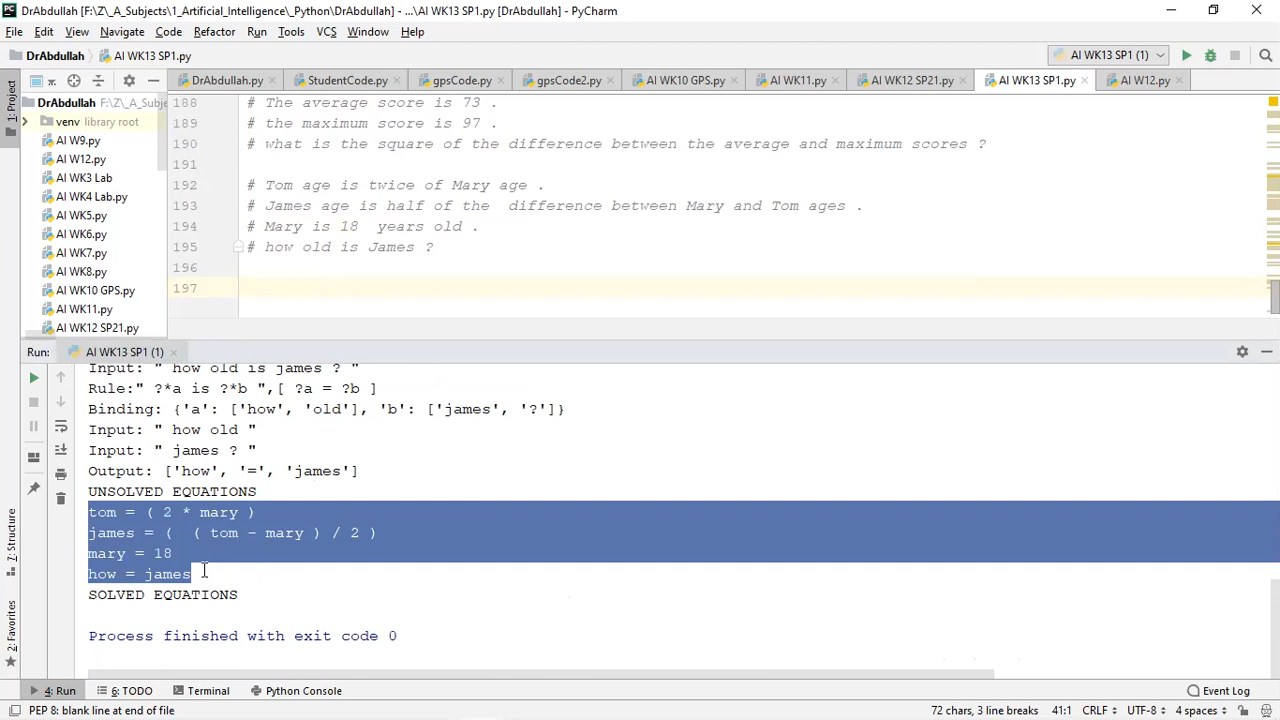 DrAbdullah [F:\Z\_A_Subjects\1_Artificial_Intelligence\_Python\DrAbdullah] - ...\AI WK13 SP1.py [DrAbdullah] - PyCharm
File Edit View Navigate Code Refactor Run Tools VCS Window Help
DrAbdullah AI WK13 SP1.py AI WK13 SP1 (1)
DrAbdullah.py StudentCode.py gpsCode.py gpsCode2.py AI WK10 GPS.py AI WK1.py AI WK12 SP21.py AI WK13 SP1.py AI W12.py
1: Project
DrAbdullah F:\Z\_A_Subje
venv library root
AI W9.py
AI W12.py
AI WK3 Lab
AI WK4 Lab.py
AI WK5.py
AI WK6.py
AI WK7.py
AI WK8.py
AI WK10 GPS.py
AI WK11.py
AI WK12 SP21.py
188 # The average score is 73 .
189 # the maximum score is 97 .
190 # what is the square of the difference between the average and maximum scores ?
191
192 # Tom age is twice of Mary age .
193 # James age is half of the  difference between Mary and Tom ages .
194 # Mary is 18  years old .
195 # how old is James ?
196
197
Run: AI WK13 SP1 (1)
Input: " how old is james ? "
Rule:" ?*a is ?*b ",[ ?a = ?b ]
Binding: {'a': ['how', 'old'], 'b': ['james', '?']}
Input: " how old "
Input: " james ? "
Output: ['how', '=', 'james']
UNSOLVED EQUATIONS
tom = ( 2 * mary )
james = (  ( tom - mary ) / 2 )
mary = 18
how = james
SOLVED EQUATIONS
Process finished with exit code 0
Z: Structure
2: Favorites
4: Run 6: TODO Terminal Python Console Event Log
PEP 8: blank line at end of file 72 chars, 3 line breaks 41:1 CRLF UTF-8 4 spaces